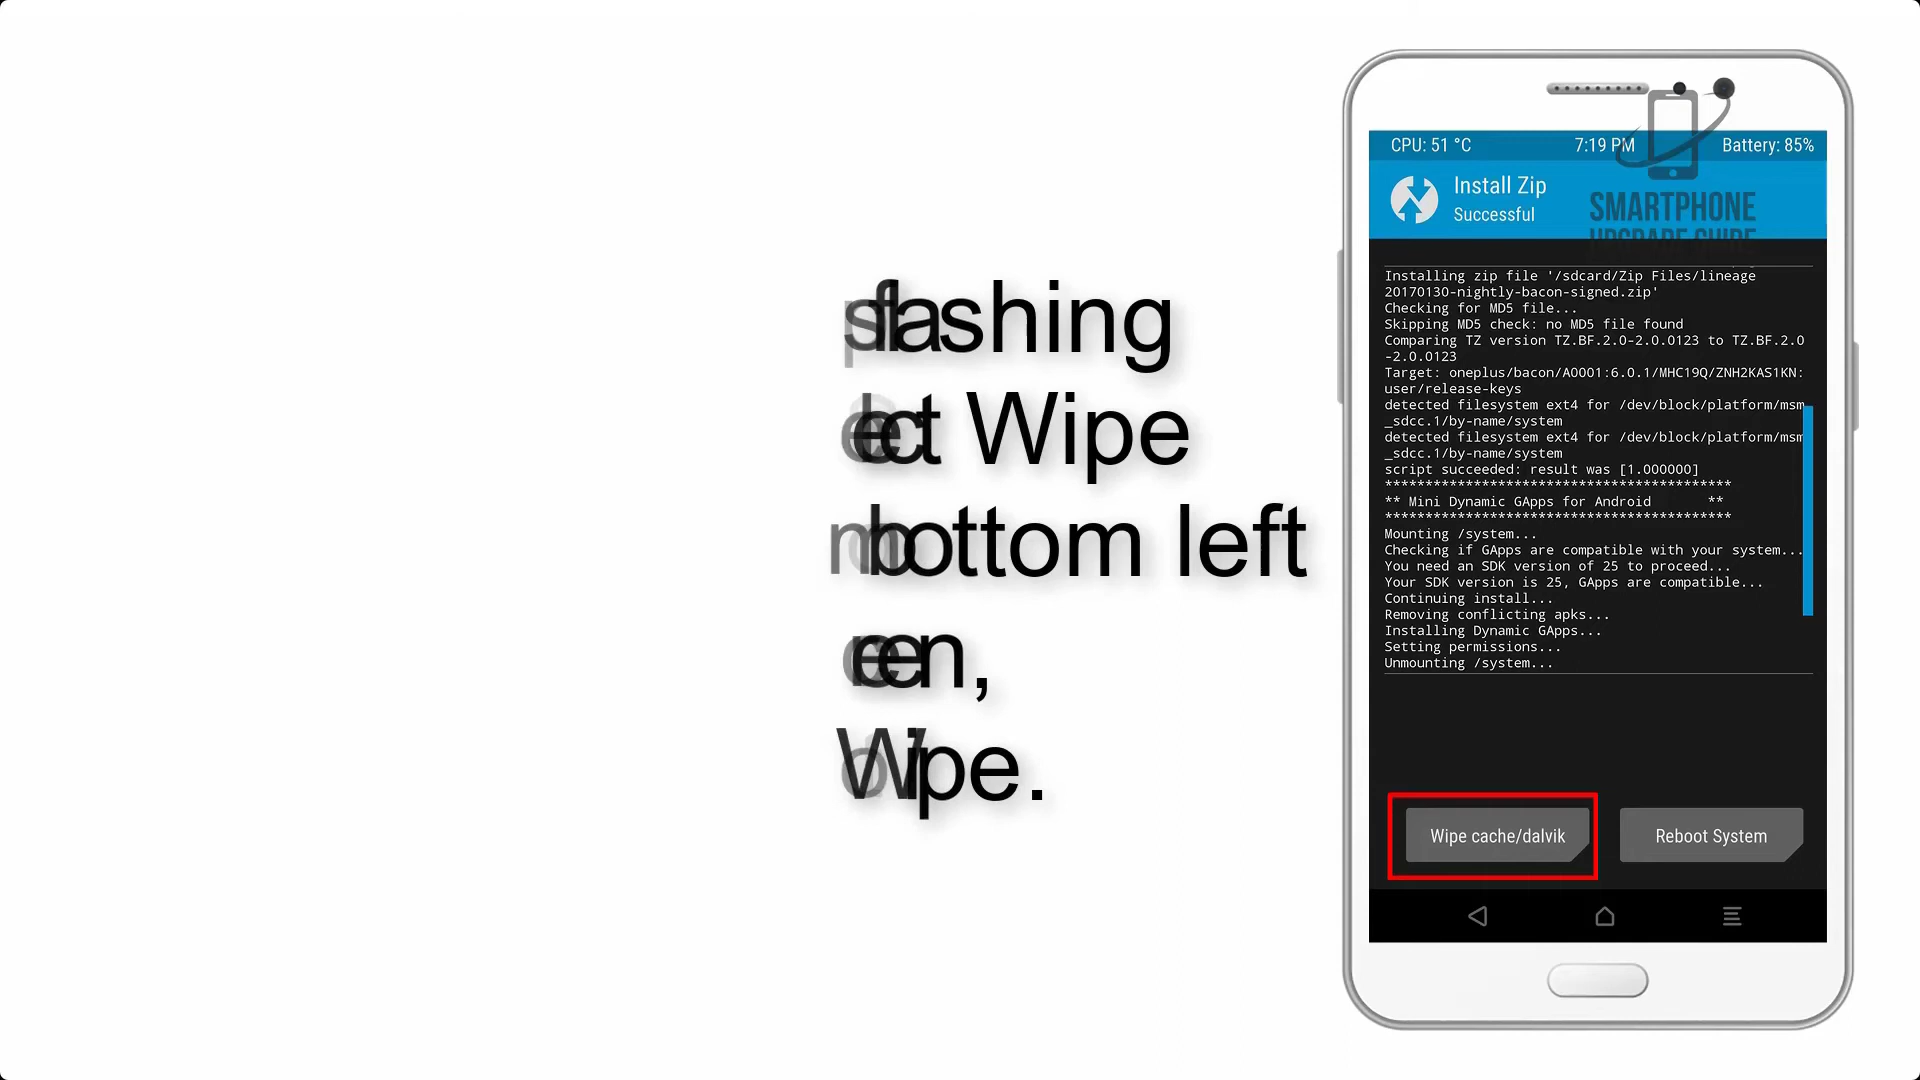 flashing
Wipe
bottom left
Wipe.
CPU: 51 °C 7:19 PM Battery: 85%
Install Zip
Successful
SMARTPHONE
UPGRADE GUIDE
Installing zip file '/sdcard/Zip Files/lineage
20170130-nightly-bacon-signed.zip'
Checking for MD5 file...
Skipping MD5 check: no MD5 file found
Comparing TZ version TZ.BF.2.0-2.0.0123 to TZ.BF.2.0
-2.0.0123
Target: oneplus/bacon/A0001:6.0.1/MHC19Q/ZNH2KAS1KN:
user/release-keys
detected filesystem ext4 for /dev/block/platform/msm
_sdcc.1/by-name/system
detected filesystem ext4 for /dev/block/platform/msm
_sdcc.1/by-name/system
script succeeded: result was [1.000000]
*******************************************
** Mini Dynamic GApps for Android **
*******************************************
Mounting /system...
Checking if GApps are compatible with your system...
You need an SDK version of 25 to proceed...
Your SDK version is 25, GApps are compatible...
Continuing install...
Removing conflicting apks...
Installing Dynamic GApps...
Setting permissions...
Unmounting /system...
Wipe cache/dalvik Reboot System